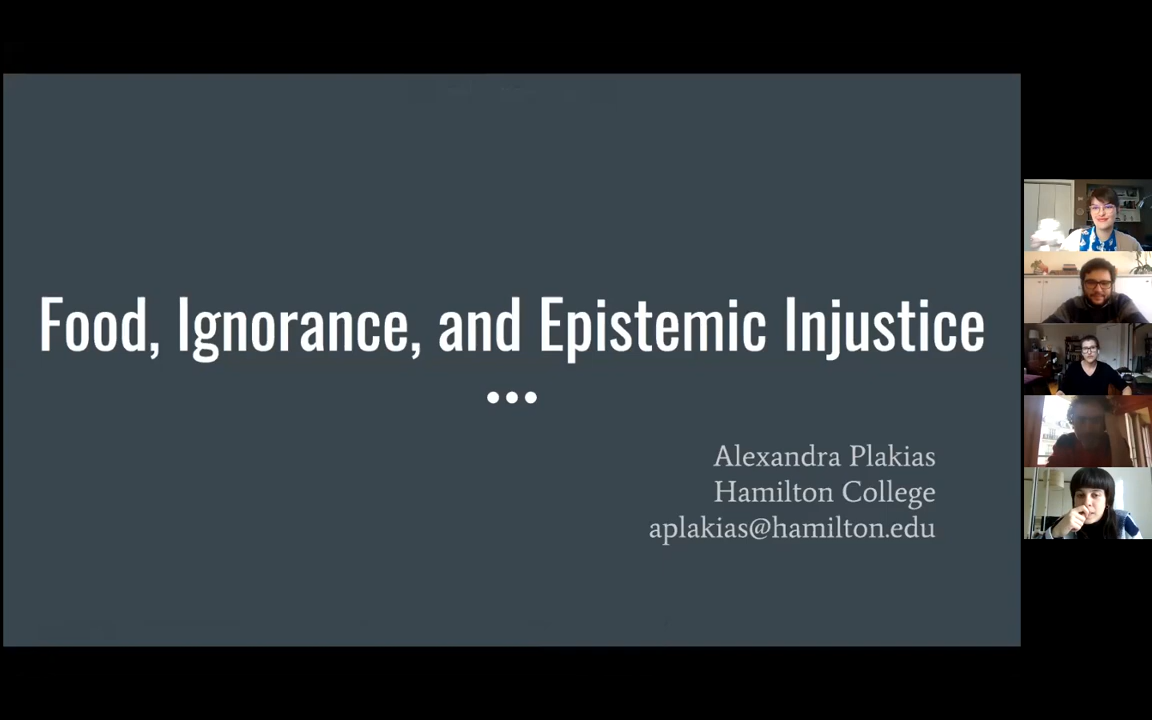 Food, Ignorance, and Epistemic Injustice
Alexandra Plakias
Hamilton College
aplakias@hamilton.edu